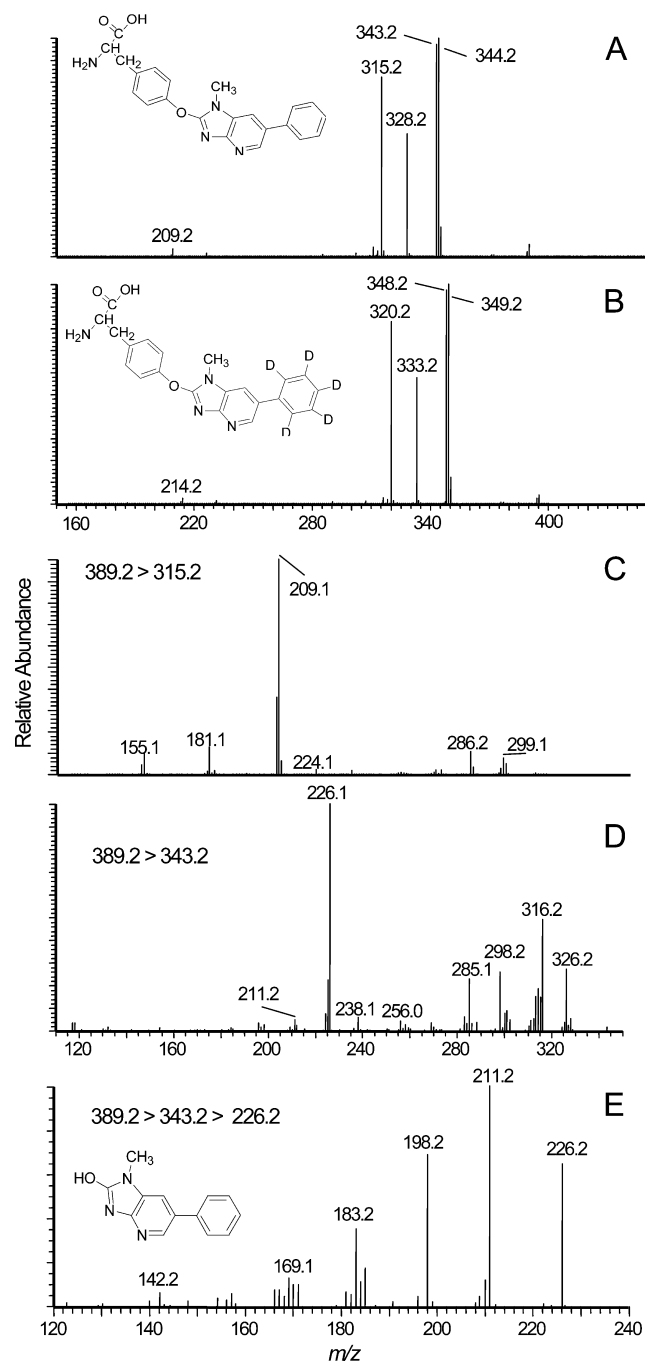 A
O
OH
C
CH
CH2
H2N
O
CH3
N
N
N
343.2
344.2
315.2
328.2
209.2
B
O
OH
C
CH
CH2
H2N
O
CH3
N
N
N
D
D
D
D
D
348.2
349.2
320.2
333.2
214.2
160 220 280 340 400
C
389.2 > 315.2
209.1
155.1
181.1
224.1
286.2
299.1
Relative Abundance
D
389.2 > 343.2
226.1
211.2
238.1
256.0
285.1
298.2
316.2
326.2
120 160 200 240 280 320
E
389.2 > 343.2 > 226.2
CH3
HO
N
N
N
142.2
169.1
183.2
198.2
211.2
226.2
120 140 160 180 200 220 240
m/z